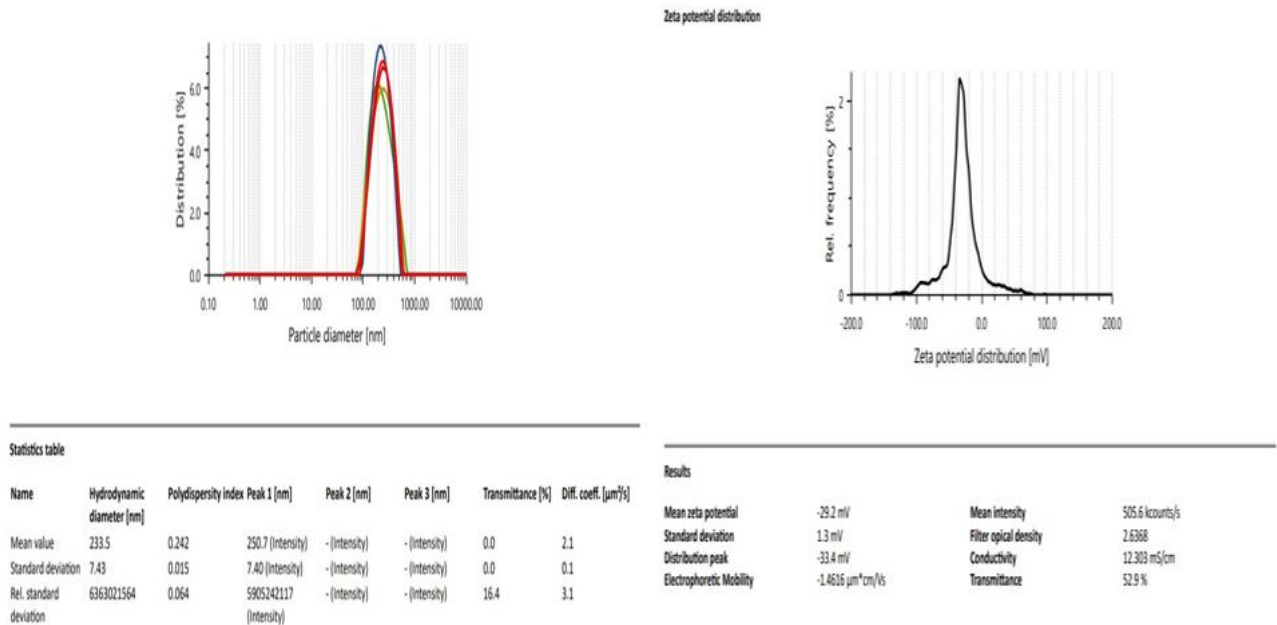 Distribution [%]
6.0
4.0
2.0
0.0
0.10 1.00 10.00 100.00 1000.00 10000.00
Particle diameter [nm]
Zeta potential distribution
Rel. frequency [%]
2
0
-200.0 -100.0 0.0 100.0 200.0
Zeta potential distribution [mV]
Statistics table
Name Hydrodynamic Polydispersity index Peak 1 [nm] Peak 2 [nm] Peak 3 [nm] Transmittance [%] Diff. coeff. [µm²/s]
diameter [nm]
Mean value 233.5 0.242 250.7 (Intensity) - (Intensity) - (Intensity) 0.0 2.1
Standard deviation 7.43 0.015 7.40 (Intensity) - (Intensity) - (Intensity) 0.0 0.1
Rel. standard 6363021564 0.064 5905242117 - (Intensity) - (Intensity) 16.4 3.1
deviation (Intensity)
Results
Mean zeta potential -29.2 mV Mean intensity 505.6 kcounts/s
Standard deviation 1.3 mV Filter opical density 2.6368
Distribution peak -33.4 mV Conductivity 12.303 mS/cm
Electrophoretic Mobility -1.4616 µm*cm/Vs Transmittance 52.9 %